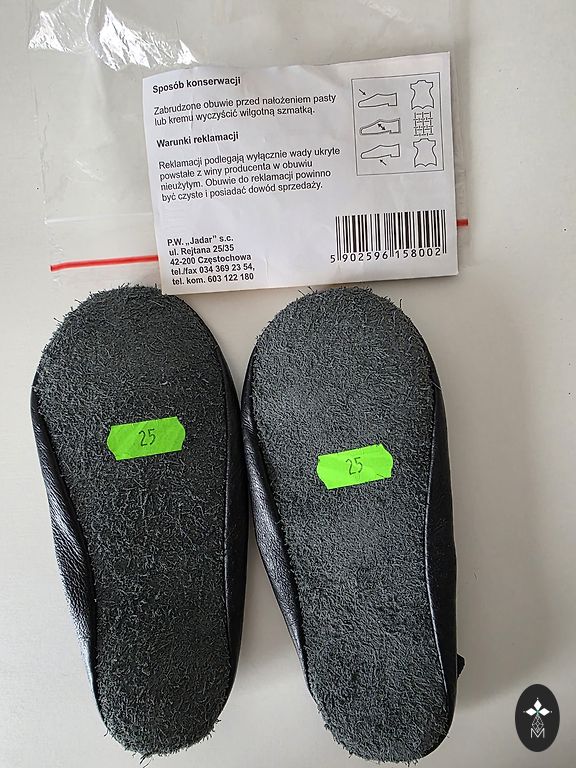 Sposób konserwacji
Zabrudzone obuwie przed nałożeniem pasty
lub kremu wyczyścić wilgotną szmatką.
Warunki reklamacji
Reklamacji podlegają wyłącznie wady ukryte
powstałe z winy producenta w obuwiu
nieużytym. Obuwie do reklamacji powinno
być czyste i posiadać dowód sprzedaży.
P.W. „Jadar" s.c.
ul. Rejtana 25/35
42-200 Częstochowa
tel./fax 034 369 23 54,
tel. kom. 603 122 180
5 902596 158002
25
25
M